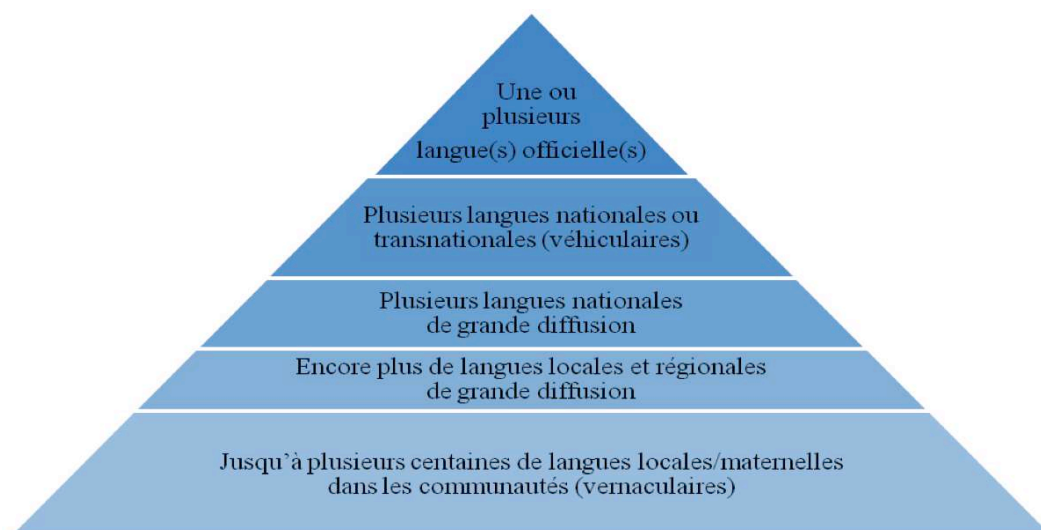 Une ou
plusieurs
langue(s) officielle(s)
Plusieurs langues nationales ou
transnationales (véhiculaires)
Plusieurs langues nationales
de grande diffusion
Encore plus de langues locales et régionales
de grande diffusion
Jusqu’à plusieurs centaines de langues locales/maternelles
dans les communautés (vernaculaires)